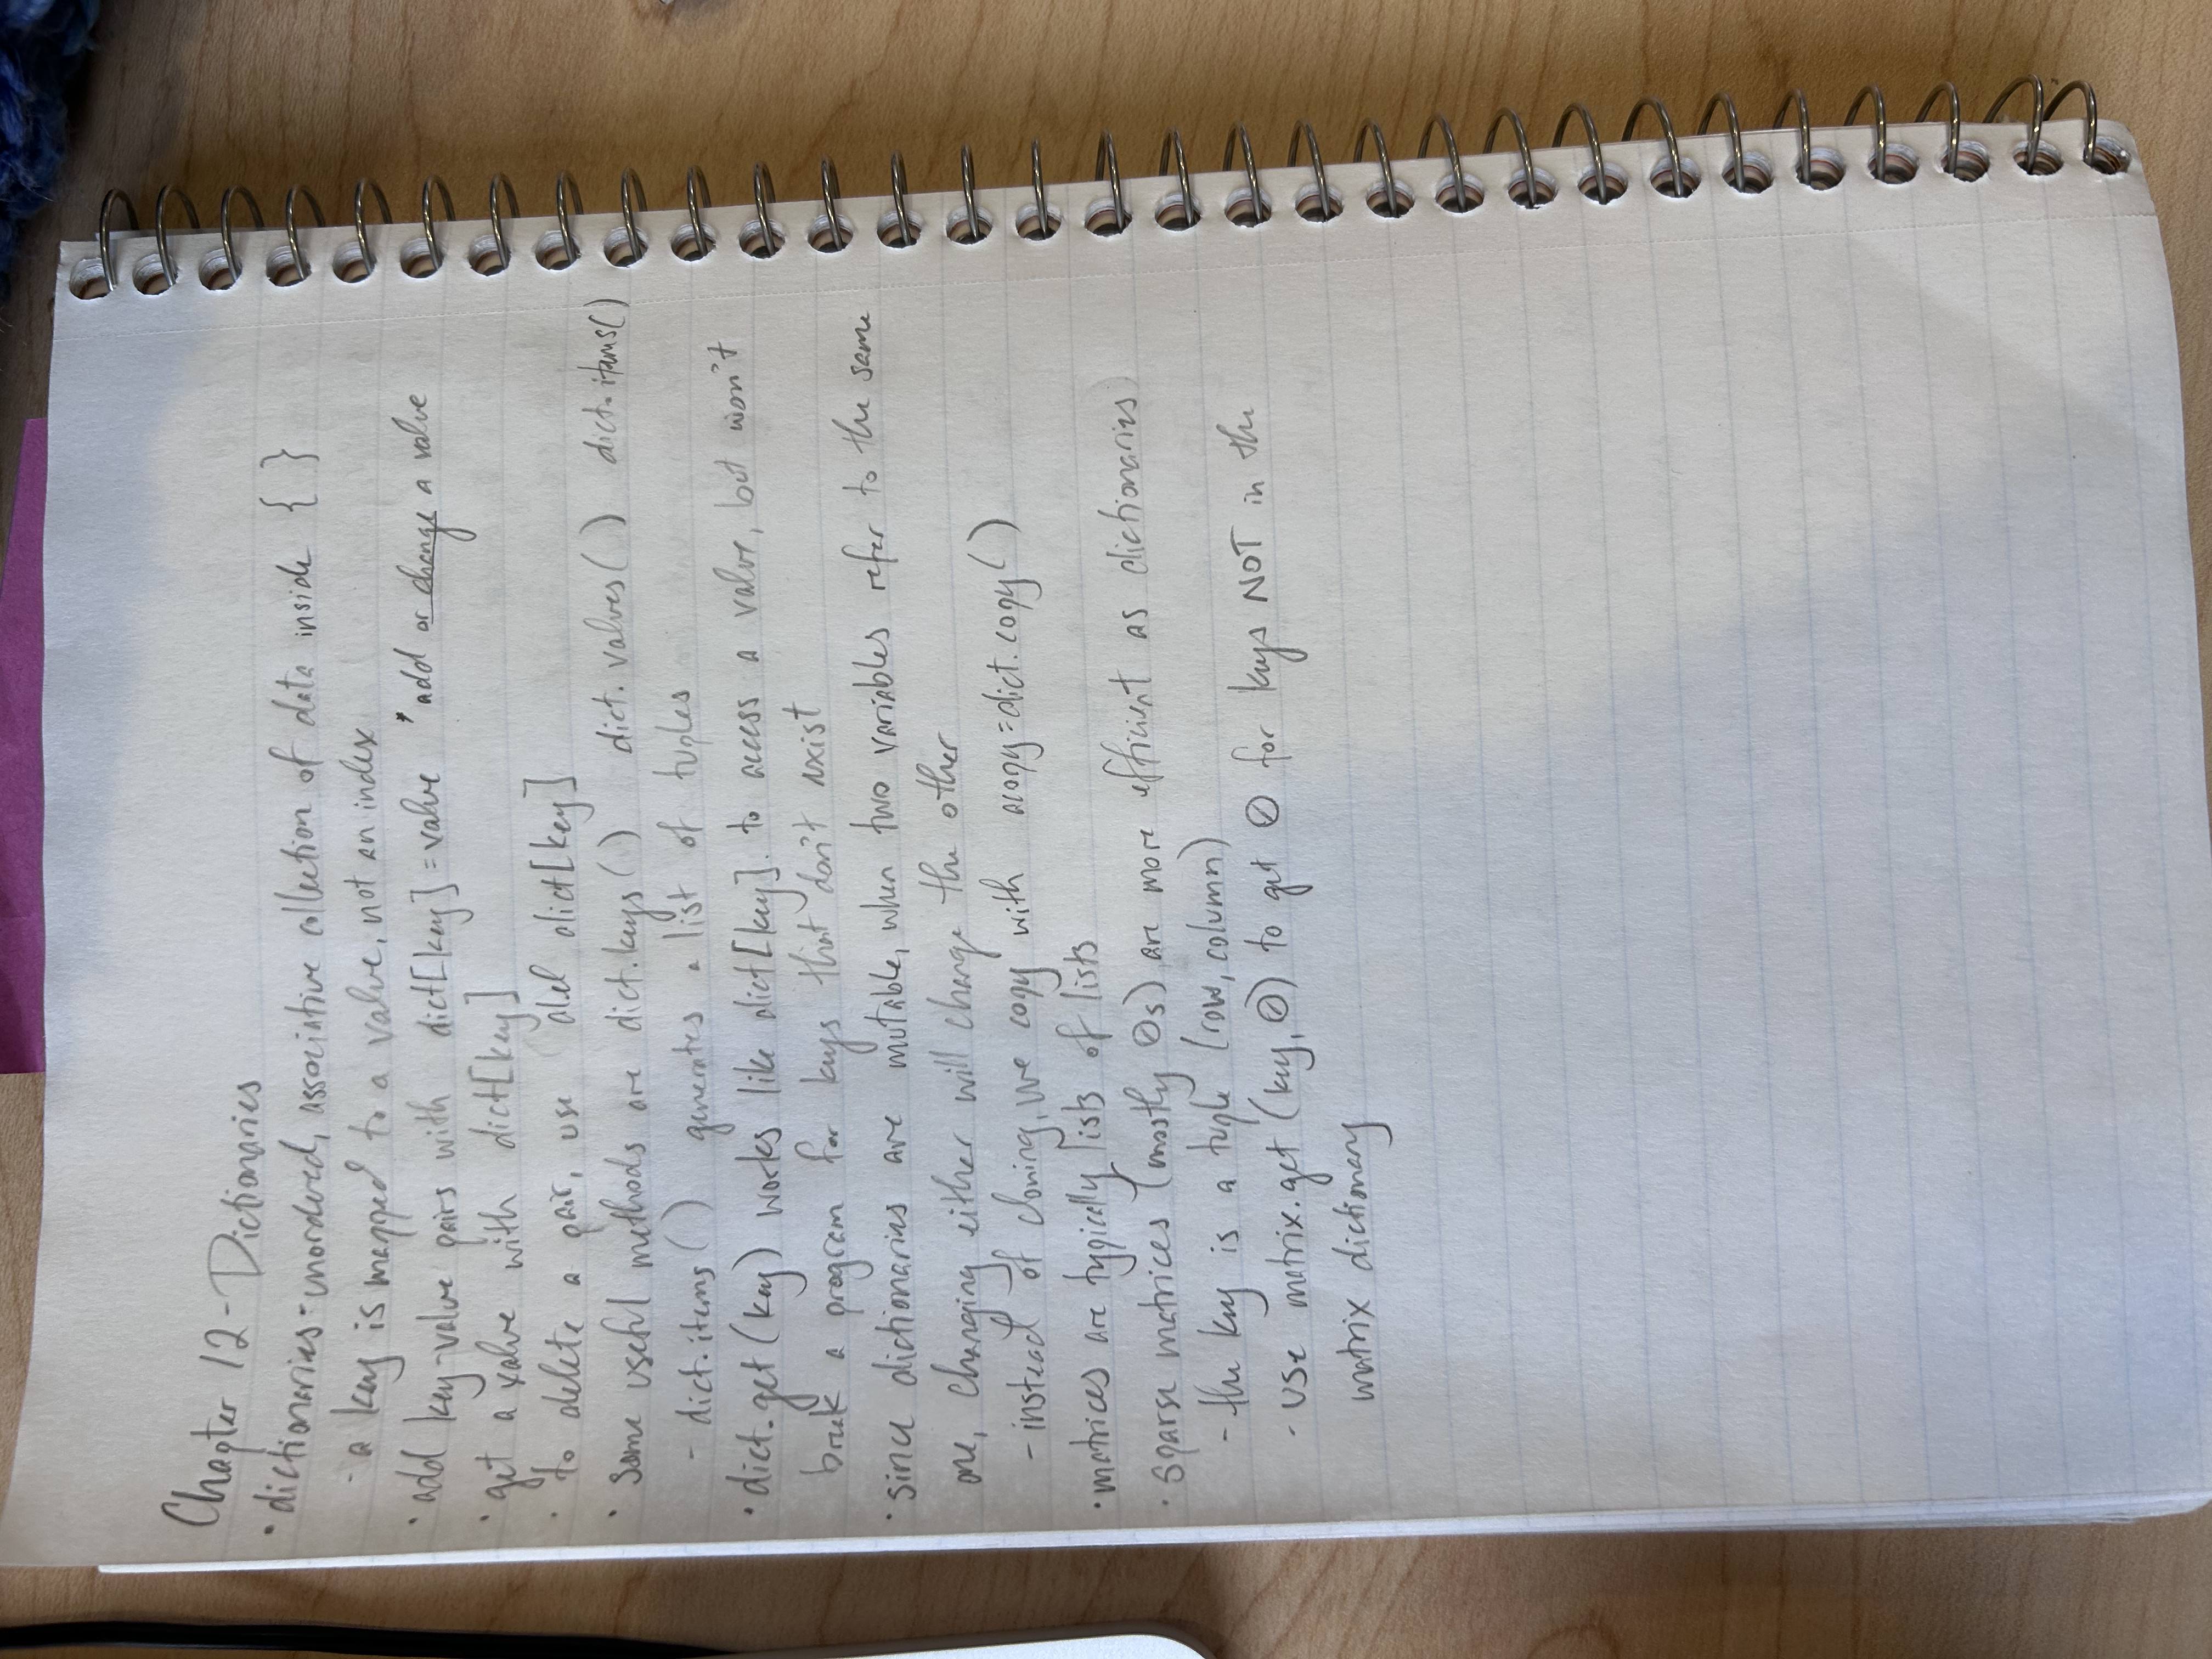 Chapter 12 - Dictionaries
• dictionaries - unordered, associative collection of data inside { }
- a key is mapped to a value, not an index
• add key-value pairs with dict[key] = value *add or change a value
• get a value with dict[key]
• to delete a pair, use del dict[key]
• some useful methods are dict.keys() dict.values() dict.items()
- dict.items() generates a list of tuples
• dict.get(key) works like dict[key] to access a value, but won't
break a program for keys that don't exist
• since dictionaries are mutable, when two variables refer to the same
one, changing either will change the other
- instead of cloning, we copy with acopy = dict.copy()
• matrices are typically lists of lists
• sparse matrices (mostly 0s) are more efficient as dictionaries
- the key is a tuple (row, column)
- use matrix.get(key, 0) to get 0 for keys NOT in the
matrix dictionary